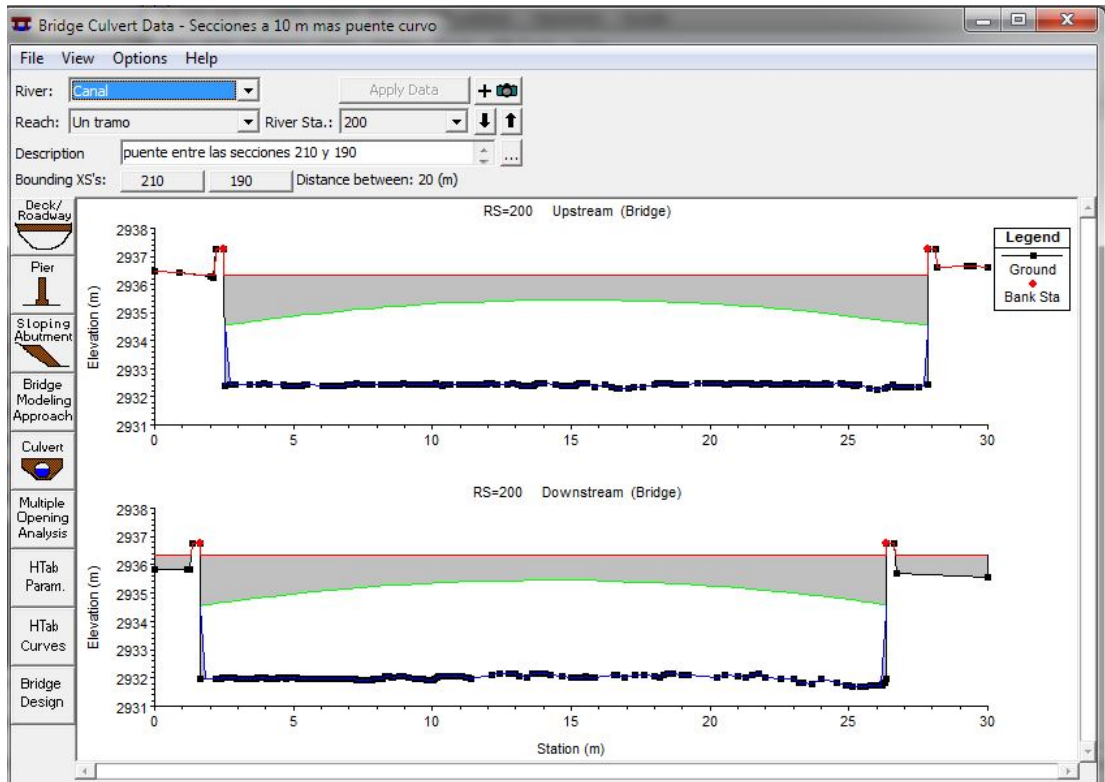 Bridge Culvert Data - Secciones a 10 m mas puente curvo
File View Options Help
River: Canal Apply Data +
Reach: Un tramo River Sta.: 200
Description puente entre las secciones 210 y 190 ...
Bounding XS's: 210 190 Distance between: 20 (m)
Deck/
Roadway
Pier
Sloping
Abutment
Bridge
Modeling
Approach
Culvert
Multiple
Opening
Analysis
HTab
Param.
HTab
Curves
Bridge
Design
RS=200 Upstream (Bridge)
2938
2937
2936
2935
2934
2933
2932
2931
Elevation (m)
0 5 10 15 20 25 30
Legend
Ground
Bank Sta
RS=200 Downstream (Bridge)
2938
2937
2936
2935
2934
2933
2932
2931
Elevation (m)
0 5 10 15 20 25 30
Station (m)